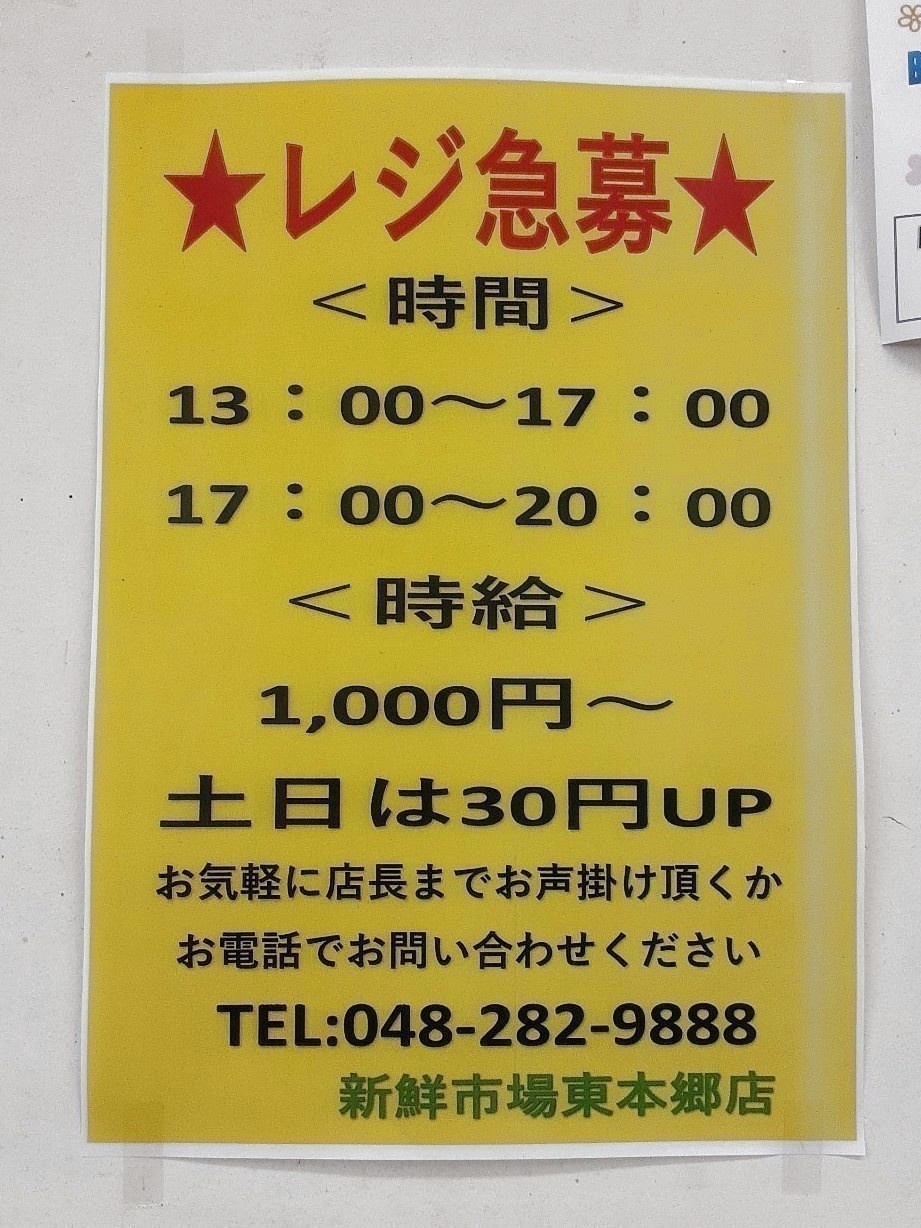 ★レジ急募★
＜時間＞
13：00～17：00
17：00～20：00
＜時給＞
1,000円～
土日は30円UP
お気軽に店長までお声掛け頂くか
お電話でお問い合わせください
TEL:048-282-9888
新鮮市場東本郷店